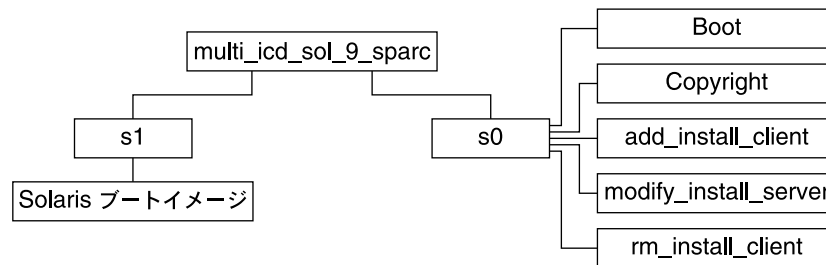 multi_icd_sol_9_sparc
s1
Solaris ブートイメージ
s0
Boot
Copyright
add_install_client
modify_install_server
rm_install_client